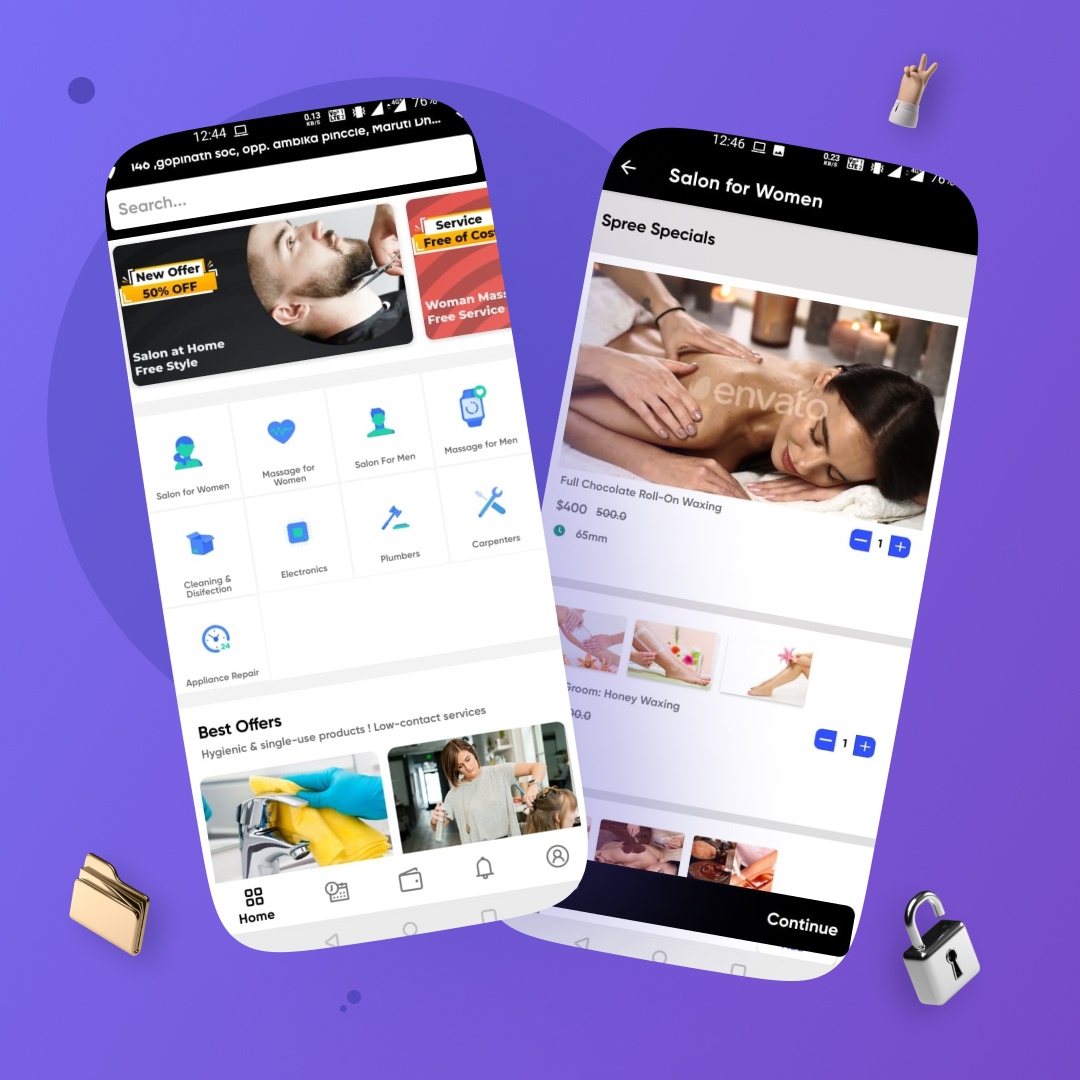 12:44
0.13
KB/S
4G
76%
146 ,gopinath soc, opp. ambika pinccle, Maruti Dh...
Search...
New Offer
50% OFF
Salon at Home
Free Style
Service
Free of Cos
Woman Mass
Free Service
Salon for Women
Massage for
Women
Salon For Men
Massage for Men
Cleaning &
Disifection
Electronics
Plumbers
Carpenters
24
Appliance Repair
Best Offers
Hygienic & single-use products ! Low-contact services
Home
12:46
0.23
KB/S
4G
76%
Salon for Women
Spree Specials
envato
Full Chocolate Roll-On Waxing
$400 500.0
65mm
1
Groom: Honey Waxing
00.0
1
Continue